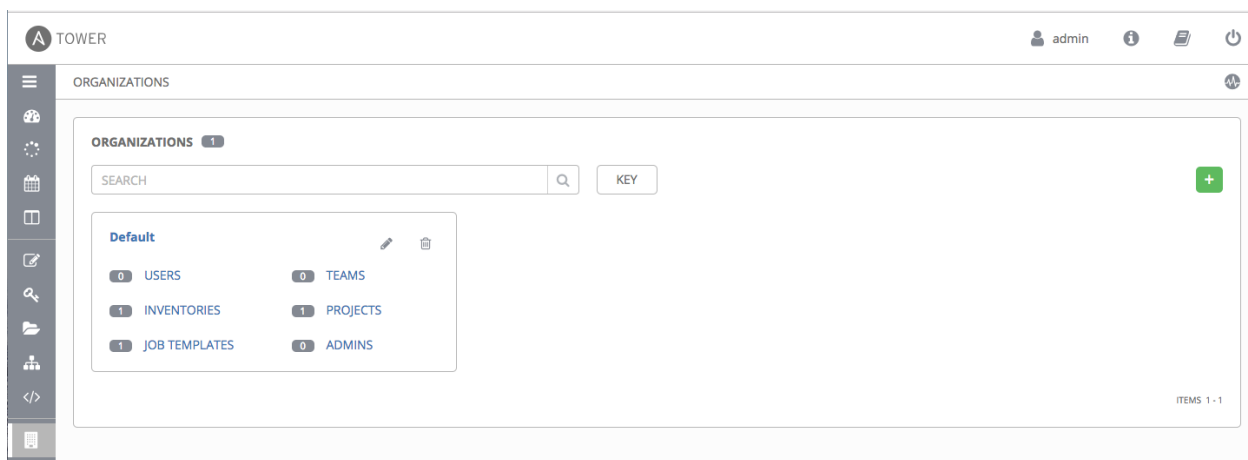 A TOWER admin
ORGANIZATIONS
ORGANIZATIONS 1
SEARCH KEY +
Default
0 USERS 0 TEAMS
1 INVENTORIES 1 PROJECTS
1 JOB TEMPLATES 0 ADMINS
ITEMS 1 - 1